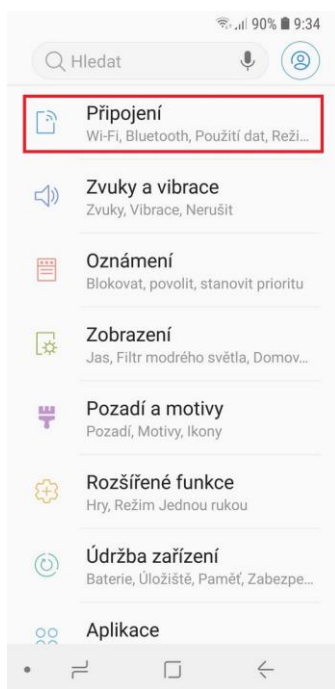 90% 9:34
Hledat
Připojení
Wi-Fi, Bluetooth, Použití dat, Reži...
Zvuky a vibrace
Zvuky, Vibrace, Nerušit
Oznámení
Blokovat, povolit, stanovit prioritu
Zobrazení
Jas, Filtr modrého světla, Domov...
Pozadí a motivy
Pozadí, Motivy, Ikony
Rozšířené funkce
Hry, Režim Jednou rukou
Údržba zařízení
Baterie, Úložiště, Paměť, Zabezpe...
Aplikace